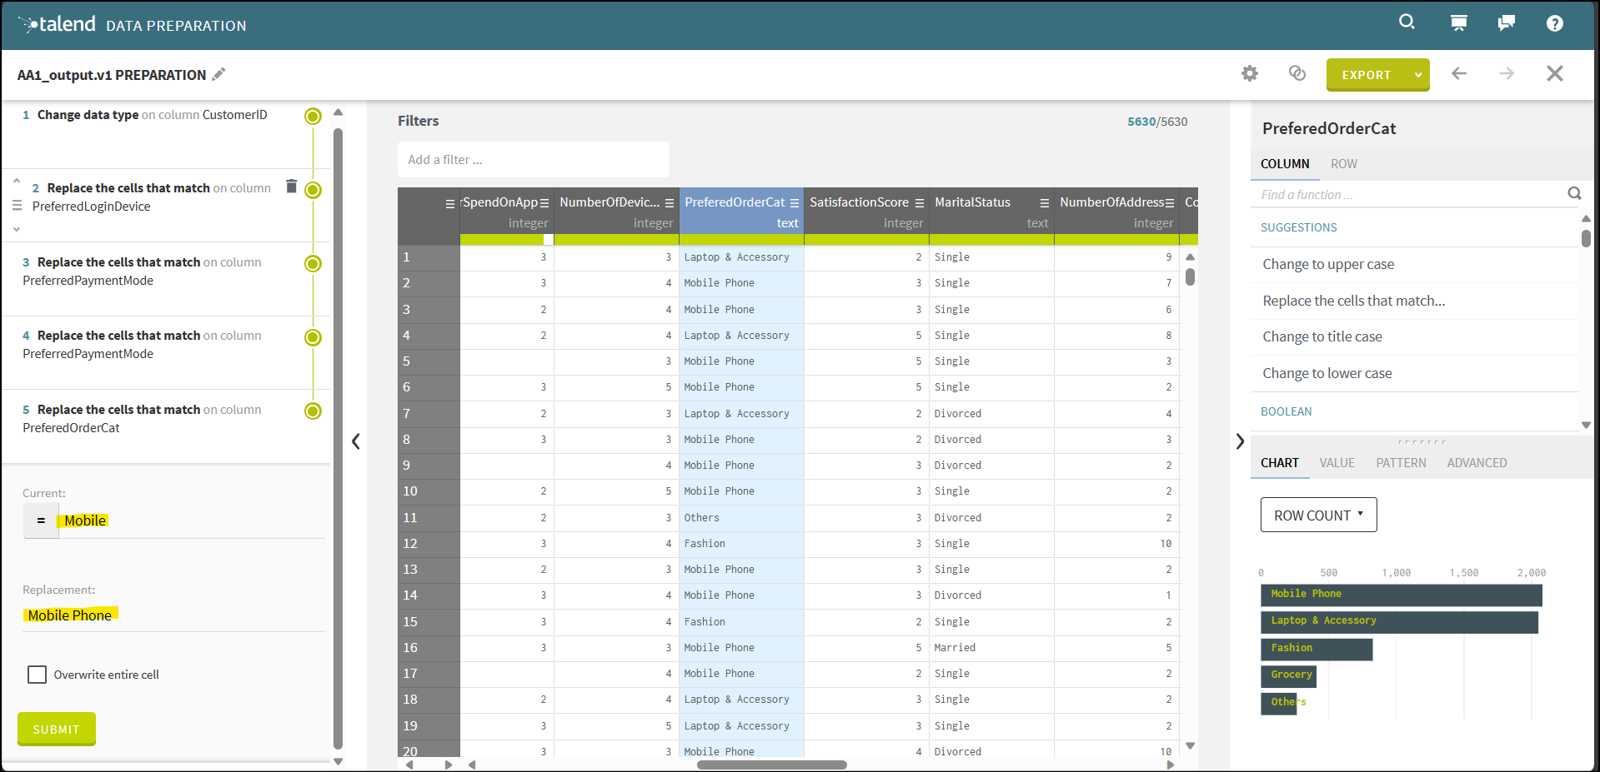 talend DATA PREPARATION
AA1_output.v1 PREPARATION
EXPORT
1 Change data type on column CustomerID
2 Replace the cells that match on column
PreferredLoginDevice
3 Replace the cells that match on column
PreferredPaymentMode
4 Replace the cells that match on column
PreferredPaymentMode
5 Replace the cells that match on column
PreferedOrderCat
Current:
= Mobile
Replacement:
Mobile Phone
Overwrite entire cell
SUBMIT
Filters
5630/5630
Add a filter ...
rSpendOnApp NumberOfDevic... PreferedOrderCat SatisfactionScore MaritalStatus NumberOfAddress Co
integer integer text integer text integer
1 3 3 Laptop & Accessory 2 Single 9
2 3 4 Mobile Phone 3 Single 7
3 2 4 Mobile Phone 3 Single 6
4 2 4 Laptop & Accessory 5 Single 8
5 3 Mobile Phone 5 Single 3
6 3 5 Mobile Phone 5 Single 2
7 2 3 Laptop & Accessory 2 Divorced 4
8 3 3 Mobile Phone 2 Divorced 3
9 4 Mobile Phone 3 Divorced 2
10 2 5 Mobile Phone 3 Single 2
11 2 3 Others 3 Divorced 2
12 3 4 Fashion 3 Single 10
13 2 3 Mobile Phone 3 Single 2
14 3 4 Mobile Phone 3 Divorced 1
15 3 4 Fashion 2 Single 2
16 3 3 Mobile Phone 5 Married 5
17 4 Mobile Phone 2 Single 2
18 2 4 Laptop & Accessory 3 Single 2
19 3 5 Laptop & Accessory 3 Single 2
20 3 3 Mobile Phone 4 Divorced 10
PreferedOrderCat
COLUMN ROW
Find a function ...
SUGGESTIONS
Change to upper case
Replace the cells that match...
Change to title case
Change to lower case
BOOLEAN
CHART VALUE PATTERN ADVANCED
ROW COUNT
0 500 1,000 1,500 2,000
Mobile Phone
Laptop & Accessory
Fashion
Grocery
Others